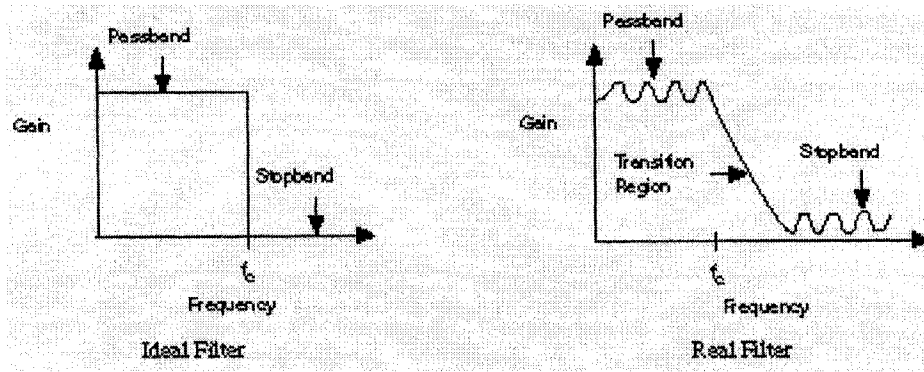 Passband
Gain
Stopband
fc
Frequency
Ideal Filter
Passband
Gain
Transition
Region
Stopband
fc
Frequency
Real Filter